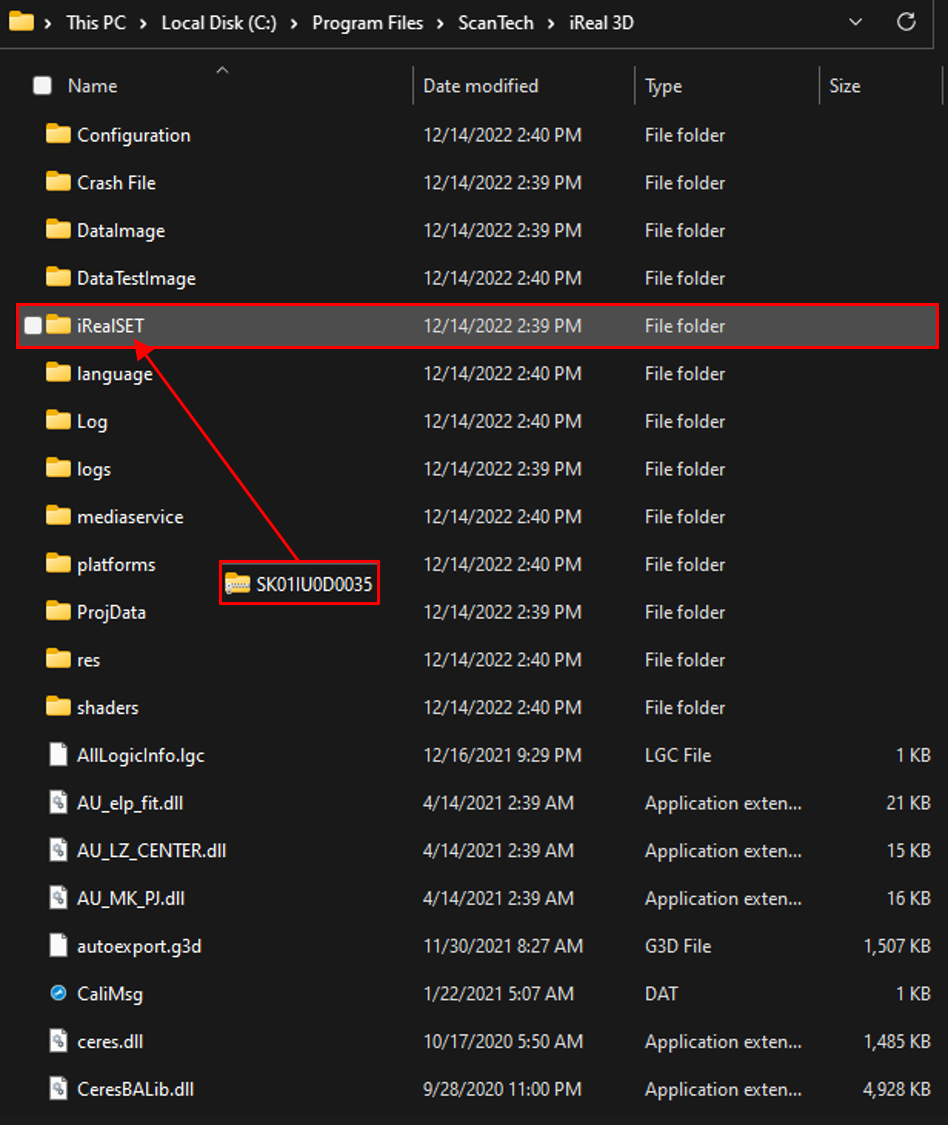 This PC > Local Disk (C:) > Program Files > ScanTech > iReal 3D
Name Date modified Type Size
Configuration 12/14/2022 2:40 PM File folder
Crash File 12/14/2022 2:39 PM File folder
DataImage 12/14/2022 2:39 PM File folder
DataTestImage 12/14/2022 2:40 PM File folder
iRealSET 12/14/2022 2:39 PM File folder
language 12/14/2022 2:40 PM File folder
Log 12/14/2022 2:40 PM File folder
logs 12/14/2022 2:39 PM File folder
mediaservice 12/14/2022 2:40 PM File folder
platforms 12/14/2022 2:40 PM File folder
SK01IU0D0035
ProjData 12/14/2022 2:40 PM File folder
res 12/14/2022 2:40 PM File folder
shaders 12/14/2022 2:40 PM File folder
AllLogicInfo.lgc 12/16/2021 9:29 PM LGC File 1 KB
AU_elp_fit.dll 4/14/2021 2:39 AM Application exten... 21 KB
AU_LZ_CENTER.dll 4/14/2021 2:39 AM Application exten... 15 KB
AU_MK_PJ.dll 4/14/2021 2:39 AM Application exten... 16 KB
autoexport.g3d 11/30/2021 8:27 AM G3D File 1,507 KB
CaliMsg 1/22/2021 5:07 AM DAT 1 KB
ceres.dll 10/17/2020 5:50 AM Application exten... 1,485 KB
CeresBALib.dll 9/28/2020 11:00 PM Application exten... 4,928 KB